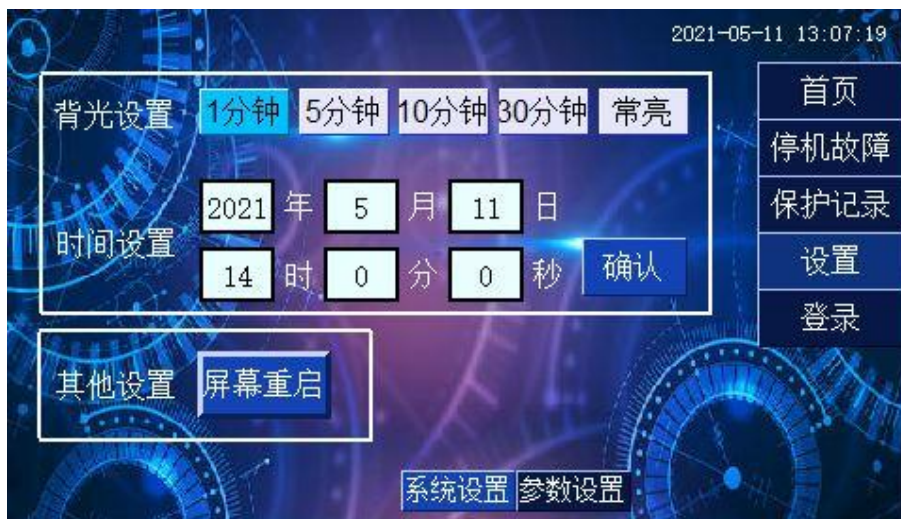 2021-05-11 13:07:19
背光设置 1分钟 5分钟 10分钟 30分钟 常亮
时间设置
2021 年 5 月 11 日
14 时 0 分 0 秒 确认
其他设置 屏幕重启
首页
停机故障
保护记录
设置
登录
系统设置 参数设置